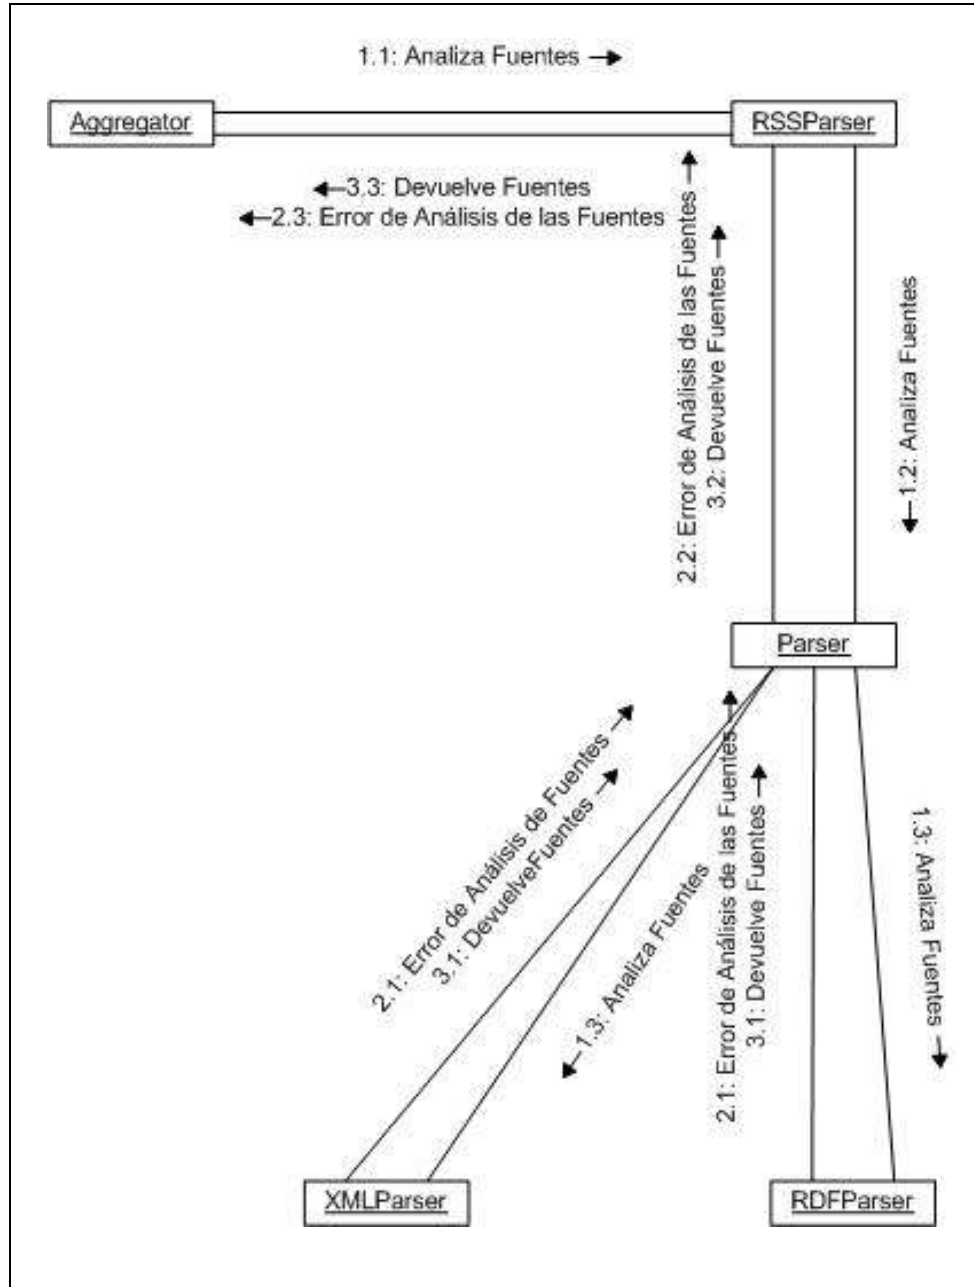 1.1: Analiza Fuentes
Aggregator
RSSParser
3.3: Devuelve Fuentes
2.3: Error de Análisis de las Fuentes
2.2: Error de Análisis de las Fuentes
3.2: Devuelve Fuentes
1.2: Analiza Fuentes
Parser
2.1: Error de Análisis de Fuentes
3.1: DevuelveFuentes
1.3: Analiza Fuentes
2.1: Error de Análisis de las Fuentes
3.1: Devuelve Fuentes
1.3: Analiza Fuentes
XMLParser
RDFParser